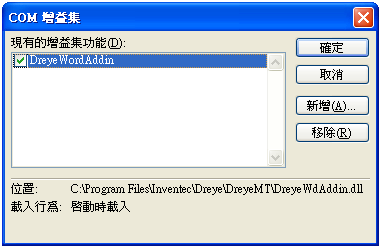 COM 增益集
現有的增益集功能(D):
DreyeWordAddin
確定
取消
新增(A)...
移除(R)
位置: C:\Program Files\Inventec\Dreye\DreyeMT\DreyeWdAddin.dll
載入行為: 啓動時載入